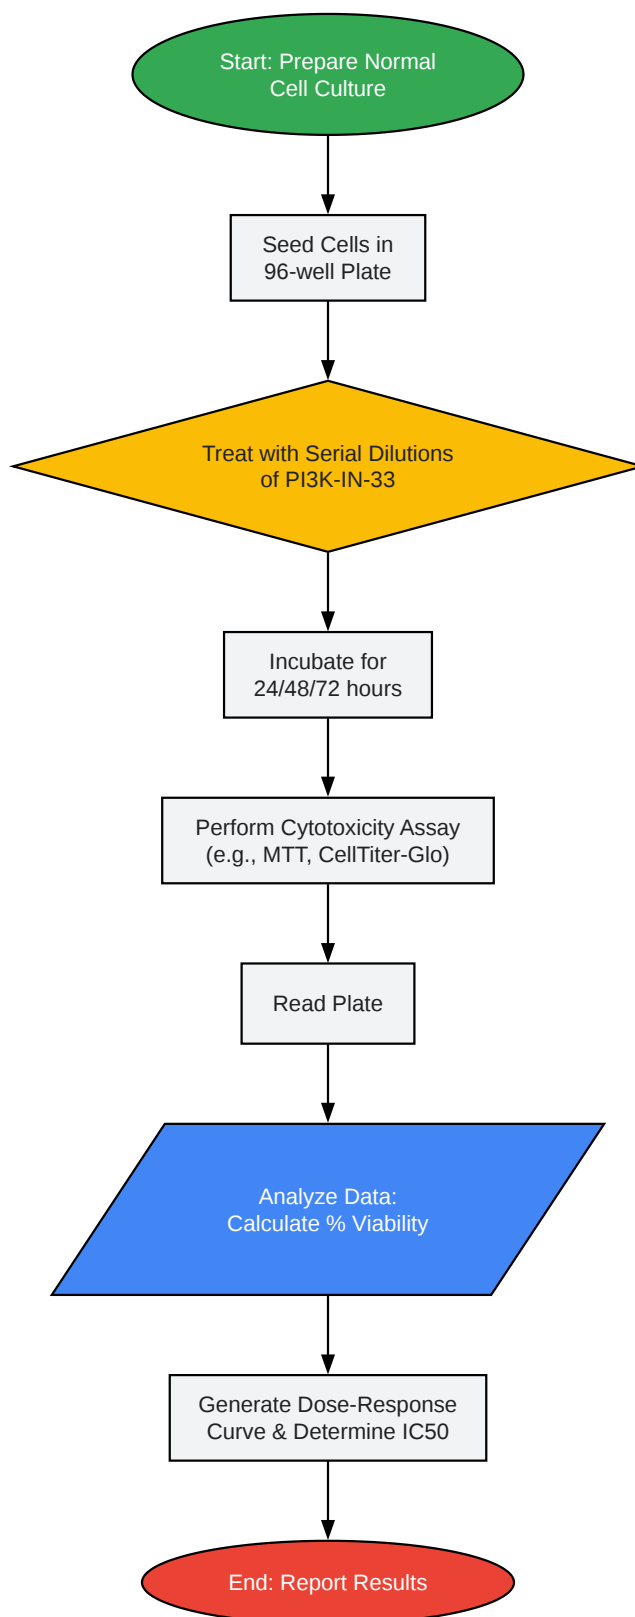 Start: Prepare Normal
Cell Culture
Seed Cells in
96-well Plate
Treat with Serial Dilutions
of PI3K-IN-33
Incubate for
24/48/72 hours
Perform Cytotoxicity Assay
(e.g., MTT, CellTiter-Glo)
Read Plate
Analyze Data:
Calculate % Viability
Generate Dose-Response
Curve & Determine IC50
End: Report Results